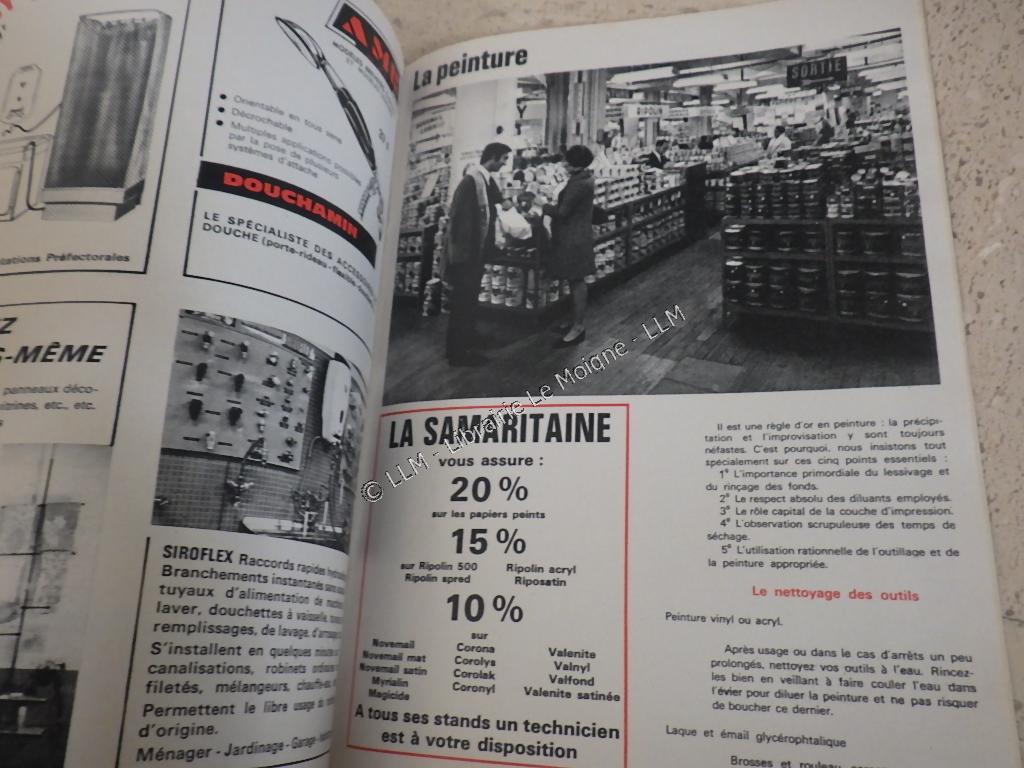 Orientable en tous sens
Décrochable
Multiples applications possibles
par la pose de plusieurs
systèmes d'attache
DOUCHAMIN
LE SPÉCIALISTE DES
DOUCHE (porte-rideau - flexible
Préfectorales
Z
S-MÊME
panneaux déco-
vitrines, etc., etc.
SIROFLEX Raccords rapides
Branchements instantanés
tuyaux d'alimentation de
laver, douchettes à vaisselle,
remplissages, de lavage, d'arrosage
S'installent en quelques minutes
canalisations, robinets
filetés, mélangeurs,
Permettent le libre usage du
d'origine.
Ménager - Jardinage - Garage
La peinture
SORTIE
RIPOLIN
LA SAMARITAINE
vous assure :
20 %
sur les papiers peints
15 %
sur Ripolin 500 Ripolin acryl
Ripolin spred Riposatin
10 %
sur
Novemail Corona Valenite
Novemail mat Corolys Valnyl
Novemail satin Corolak Valfond
Myrialin Coronyl Valenite satinée
Magicide
A tous ses stands un technicien
est à votre disposition
Il est une règle d'or en peinture : la précipi-
tation et l'improvisation y sont toujours
néfastes. C'est pourquoi, nous insistons tout
spécialement sur ces cinq points essentiels :
1° L'importance primordiale du lessivage et
du rinçage des fonds.
2° Le respect absolu des diluants employés.
3° Le rôle capital de la couche d'impression.
4° L'observation scrupuleuse des temps de
séchage.
5° L'utilisation rationnelle de l'outillage et de
la peinture appropriée.
Le nettoyage des outils
Peinture vinyl ou acryl.
Après usage ou dans le cas d'arrêts un peu
prolongés, nettoyez vos outils à l'eau. Rincez-
les bien en veillant à faire couler l'eau dans
l'évier pour diluer la peinture et ne pas risquer
de boucher ce dernier.
Laque et émail glycérophtalique
Brosses et rouleau
© LLM - Librairie Le Moigne - LLM